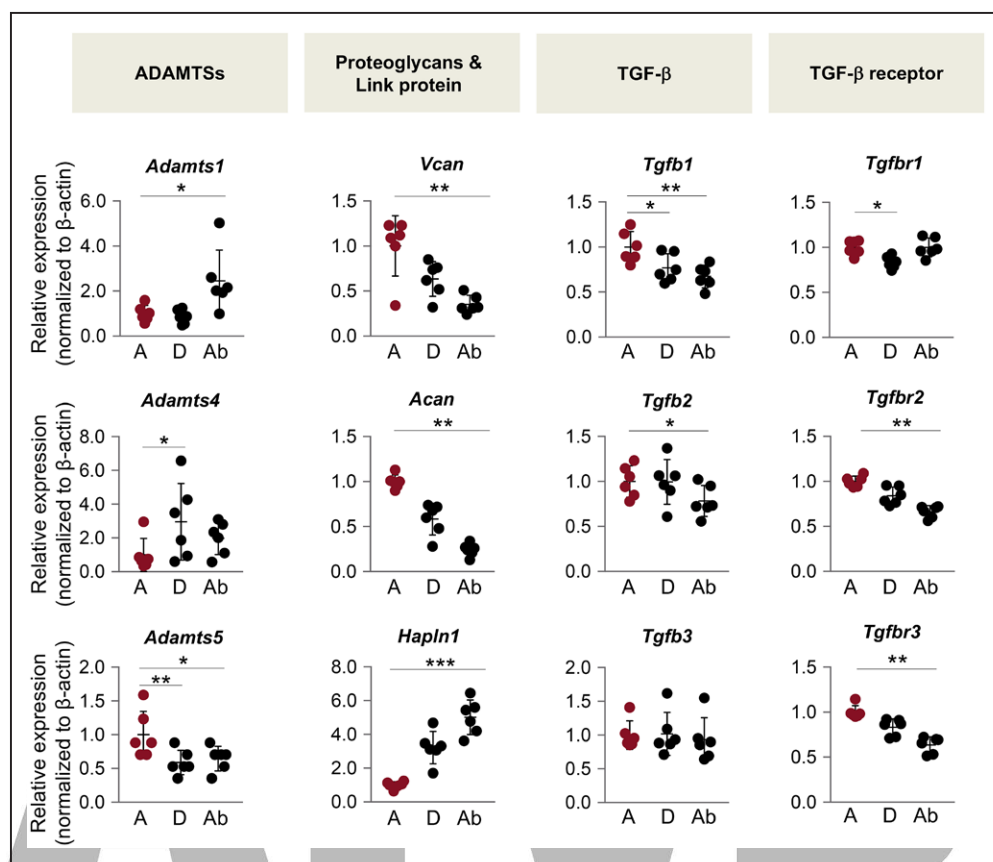 ADAMTSs
Proteoglycans &
Link protein
TGF-β
TGF-β receptor
Relative expression
(normalized to β-actin)
Adamts1
*
6.0
4.0
2.0
0.0
A D Ab
Vcan
**
1.5
1.0
0.5
0.0
A D Ab
Tgfb1
**
*
1.5
1.0
0.5
0.0
A D Ab
Tgfbr1
*
1.5
1.0
0.5
0.0
A D Ab
Relative expression
(normalized to β-actin)
Adamts4
*
8.0
6.0
4.0
2.0
0.0
A D Ab
Acan
**
1.5
1.0
0.5
0.0
A D Ab
Tgfb2
*
1.5
1.0
0.5
0.0
A D Ab
Tgfbr2
**
1.5
1.0
0.5
0.0
A D Ab
Relative expression
(normalized to β-actin)
Adamts5
*
**
2.0
1.5
1.0
0.5
0.0
A D Ab
Hapln1
***
8.0
6.0
4.0
2.0
0.0
A D Ab
Tgfb3
2.0
1.5
1.0
0.5
0.0
A D Ab
Tgfbr3
**
1.5
1.0
0.5
0.0
A D Ab